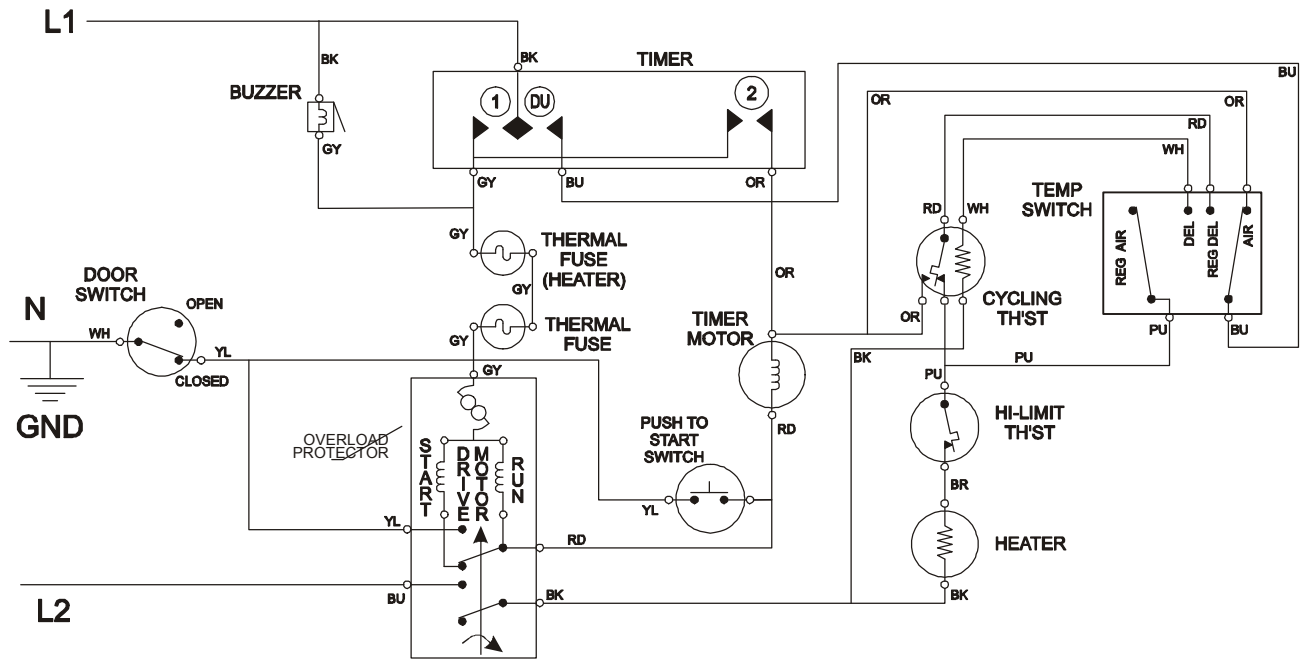 L1
BK
BUZZER
GY
BK
TIMER
1
DU
2
GY
BU
OR
BU
OR
OR
RD
WH
TEMP
SWITCH
REG AIR
DEL
REG DEL
AIR
PU
BU
RD
WH
CYCLING
TH'ST
OR
BK
PU
PU
GY
THERMAL
FUSE
(HEATER)
GY
THERMAL
FUSE
GY
GY
OR
TIMER
MOTOR
RD
DOOR
SWITCH
OPEN
N
WH
YL
CLOSED
GND
OVERLOAD
PROTECTOR
START
DRIVE
MOTOR
RUN
PUSH TO
START
SWITCH
YL
HI-LIMIT
TH'ST
BR
HEATER
BK
YL
RD
BU
BK
L2